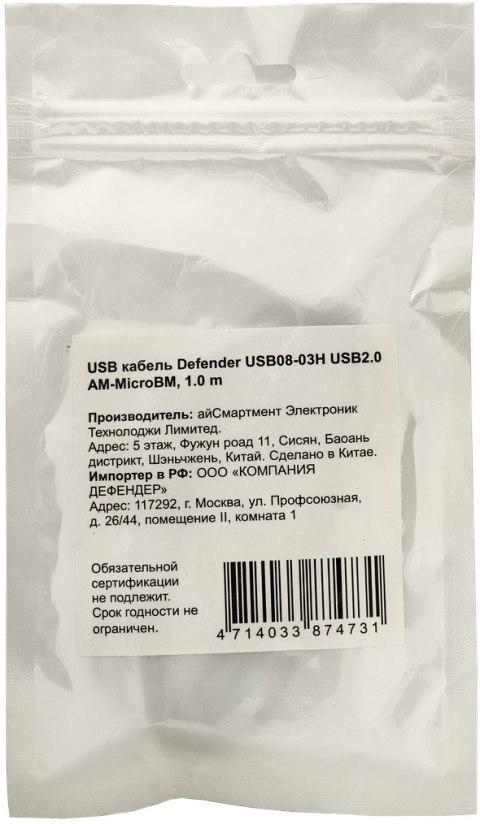 USB кабель Defender USB08-03H USB2.0
AM-MicroBM, 1.0 m
Производитель: айСмартмент Электроник
Технолоджи Лимитед.
Адрес: 5 этаж, Фужун роад 11, Сисян, Баоань
дистрикт, Шэньчжень, Китай. Сделано в Китае.
Импортер в РФ: ООО «КОМПАНИЯ
ДЕФЕНДЕР»
Адрес: 117292, г. Москва, ул. Профсоюзная,
д. 26/44, помещение II, комната 1
Обязательной
сертификации
не подлежит.
Срок годности не
ограничен.
4 714033 874731